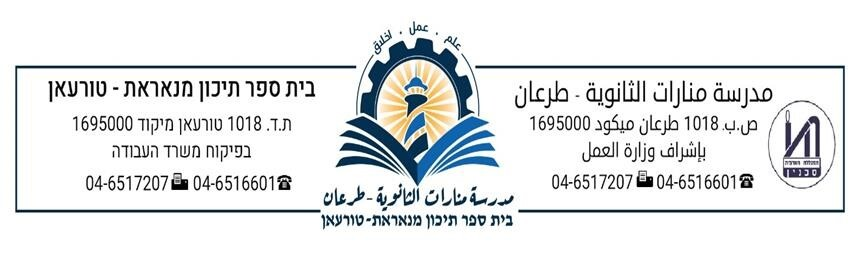 علم . عمل . اخلاق
בית ספר תיכון מנאראת - טורעאן
ת.ד. 1018 טורעאן מיקוד 1695000
בפיקוח משרד העבודה
04-6517207 04-6516601
مدرسة منارات الثانوية - طرعان
ص.ب. 1018 طرعان ميكود 1695000
بإشراف وزارة العمل
04-6517207 04-6516601
مدرسة منارات الثانوية - طرعان
בית ספר תיכון מנאראת-טורעאן
סכנין